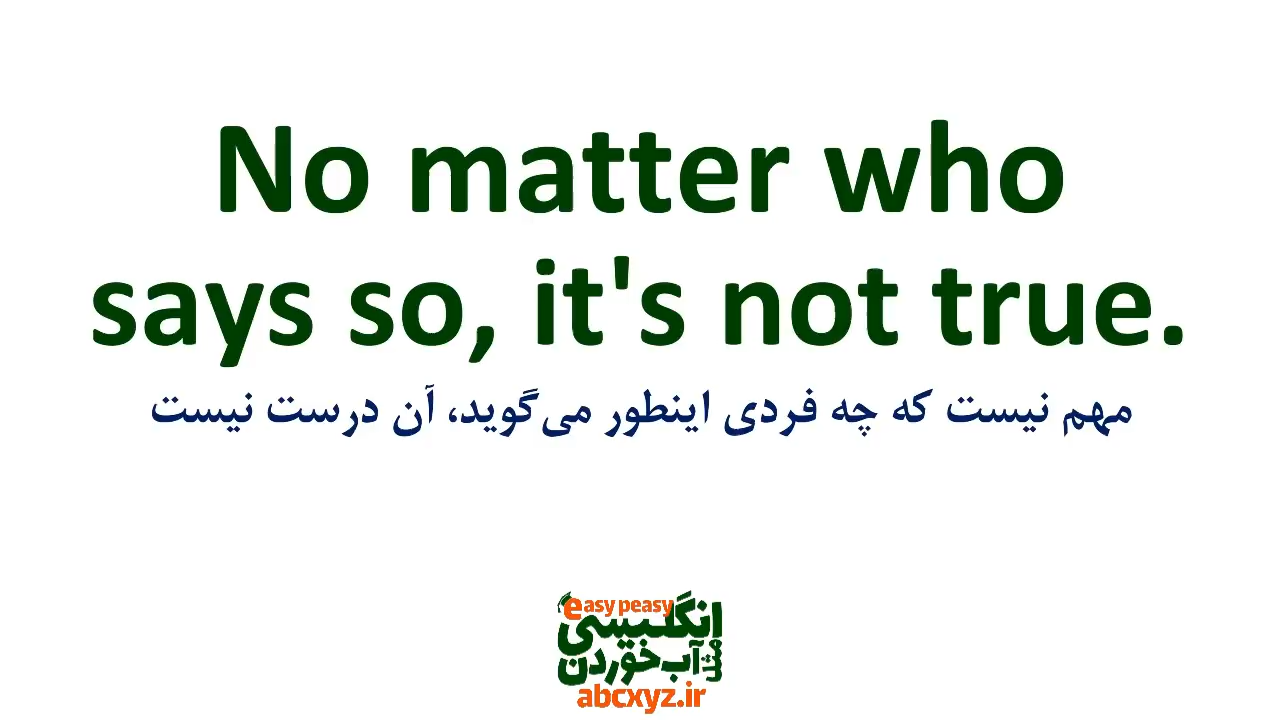 No matter who
says so, it's not true.
مهم نیست که چه فردی اینطور می‌گوید، آن درست نیست
easy peasy
انگلیسی
مثل آب خوردن
abcxyz.ir